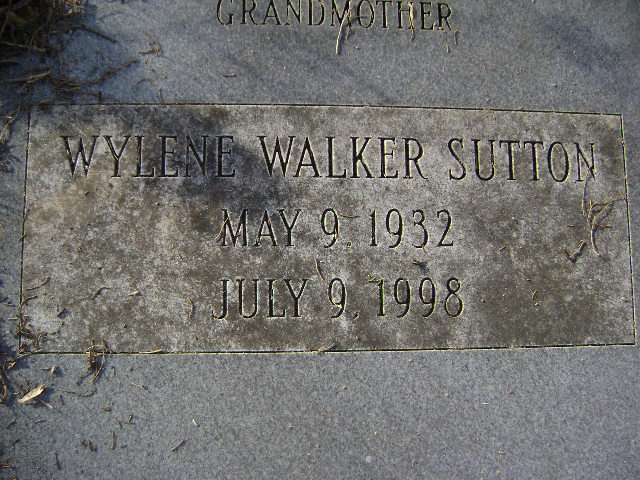 GRANDMOTHER
WYLENE WALKER SUTTON
MAY 9, 1932
JULY 9, 1998